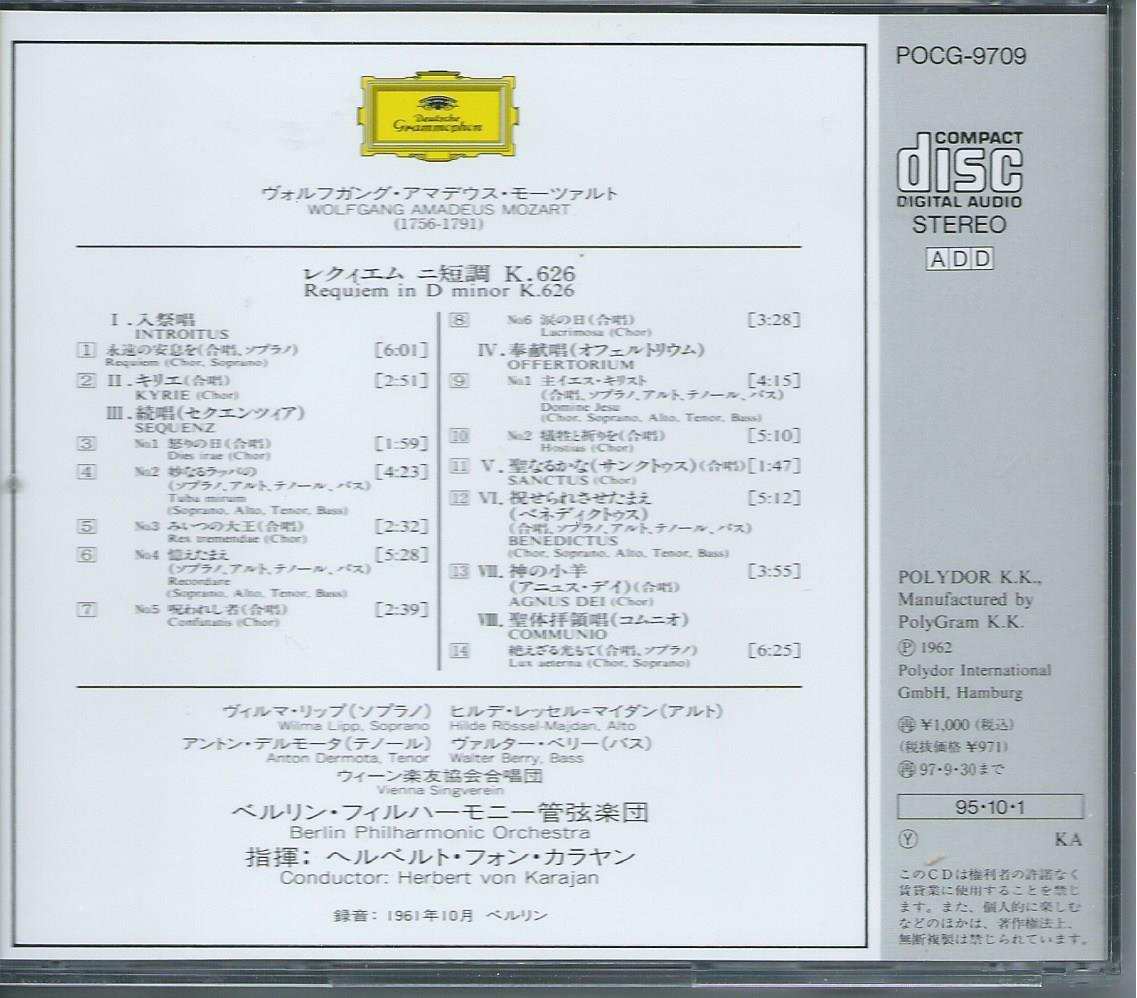 Deutsche
Grammophon
ヴォルフガング・アマデウス・モーツァルト
WOLFGANG AMADEUS MOZART
(1756-1791)
レクィエム ニ短調 K.626
Requiem in D minor K.626
I. 入祭唱
INTROITUS
1 永遠の安息を(合唱、ソプラノ) [6:01]
Requiem (Chor, Soprano)
2 II. キリエ(合唱) [2:51]
KYRIE (Chor)
III. 続唱(セクエンツィア)
SEQUENZ
3 No1 怒りの日(合唱) [1:59]
Dies irae (Chor)
4 No2 妙なるラッパの [4:23]
(ソプラノ、アルト、テノール、バス)
Tuba mirum
(Soprano, Alto, Tenor, Bass)
5 No3 みいつの大王(合唱) [2:32]
Rex tremendae (Chor)
6 No4 憶えたまえ [5:28]
(ソプラノ、アルト、テノール、バス)
Recordare
(Soprano, Alto, Tenor, Bass)
7 No5 呪われし者(合唱) [2:39]
Confutatis (Chor)
8 No6 涙の日(合唱) [3:28]
Lacrimosa (Chor)
IV. 奉献唱(オフェルトリウム)
OFFERTORIUM
9 No1 主イエス・キリスト [4:15]
(合唱、ソプラノ、アルト、テノール、バス)
Domine Jesu
(Chor, Soprano, Alto, Tenor, Bass)
10 No2 犠牲と祈りを(合唱) [5:10]
Hostias (Chor)
11 V. 聖なるかな(サンクトゥス)(合唱) [1:47]
SANCTUS (Chor)
12 VI. 祝せられさせたまえ [5:12]
(ベネディクトゥス)
(合唱、ソプラノ、アルト、テノール、バス)
BENEDICTUS
(Chor, Soprano, Alto, Tenor, Bass)
13 VII. 神の小羊 [3:55]
(アニュス・デイ)(合唱)
AGNUS DEI (Chor)
VIII. 聖体拝領唱(コムニオ)
COMMUNIO
14 絶えざる光もて(合唱、ソプラノ) [6:25]
Lux aeterna (Chor, Soprano)
ヴィルマ・リップ(ソプラノ) ヒルデ・レッセル=マイダン(アルト)
Wilma Lipp, Soprano Hilde Rössel-Majdan, Alto
アントン・デルモータ(テノール) ヴァルター・ベリー(バス)
Anton Dermota, Tenor Walter Berry, Bass
ウィーン楽友協会合唱団
Vienna Singverein
ベルリン・フィルハーモニー管弦楽団
Berlin Philharmonic Orchestra
指揮: ヘルベルト・フォン・カラヤン
Conductor: Herbert von Karajan
録音: 1961年10月 ベルリン
POCG-9709
COMPACT
disc
DIGITAL AUDIO
STEREO
ADD
POLYDOR K.K.,
Manufactured by
PolyGram K.K.
Ⓟ 1962
Polydor International
GmbH, Hamburg
再 ¥1,000 (税込)
(税抜価格 ¥971)
再 97・9・30まで
95・10・1
Ⓨ KA
このCDは権利者の許諾なく
賃貸業に使用することを禁じ
ます。また、個人的に楽しむ
などのほかは、著作権法上、
無断複製は禁じられています。